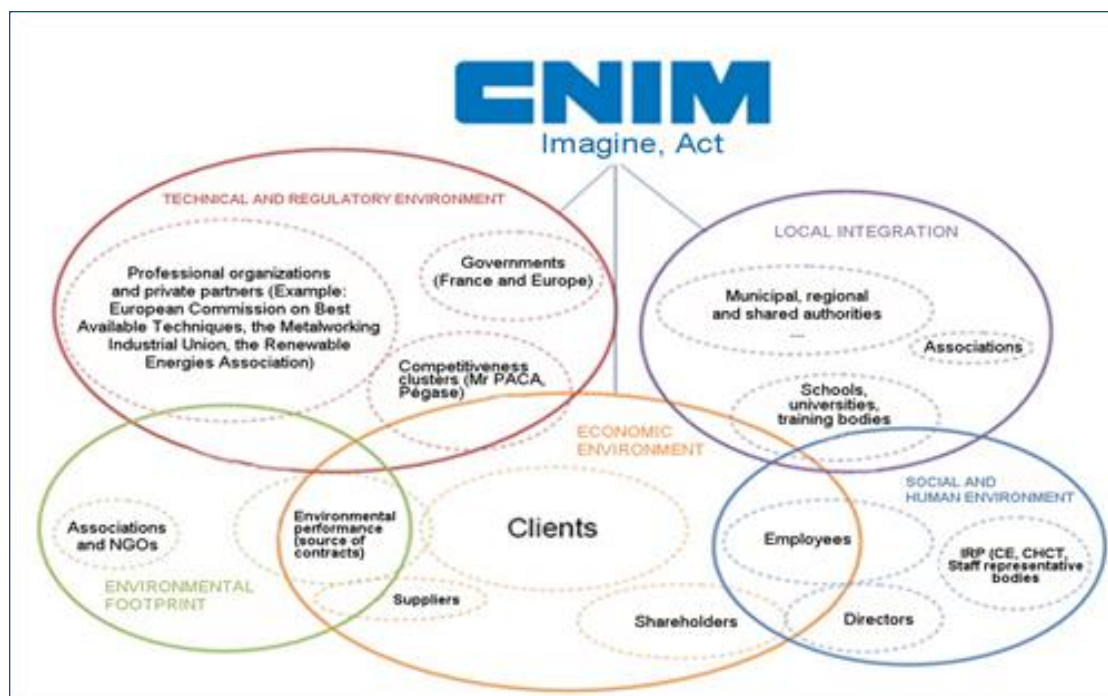 CNIM
Imagine, Act
TECHNICAL AND REGULATORY ENVIRONMENT
Professional organizations
and private partners (Example:
European Commission on Best
Available Techniques, the Metalworking
Industrial Union, the Renewable
Energies Association)
Governments
(France and Europe)
Competitiveness
clusters (Mr PACA,
Pégase)
LOCAL INTEGRATION
Municipal, regional
and shared authorities
...
Associations
Schools,
universities,
training bodies
ECONOMIC
ENVIRONMENT
Clients
Environmental
performance
(source of
contracts)
Suppliers
Shareholders
Associations
and NGOs
ENVIRONMENTAL
FOOTPRINT
SOCIAL AND
HUMAN ENVIRONMENT
Employees
IRP (CE, CHCT,
Staff representative
bodies
Directors